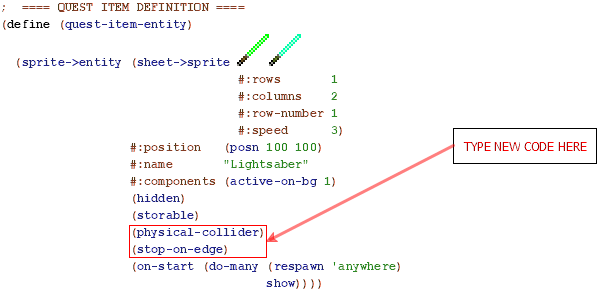 ; ==== QUEST ITEM DEFINITION ====
(define (quest-item-entity)
(sprite->entity (sheet->sprite
#:rows 1
#:columns 2
#:row-number 1
#:speed 3)
#:position (posn 100 100)
#:name "Lightsaber"
#:components (active-on-bg 1)
(hidden)
(storable)
(physical-collider)
(stop-on-edge)
(on-start (do-many (respawn 'anywhere)
show))))
TYPE NEW CODE HERE